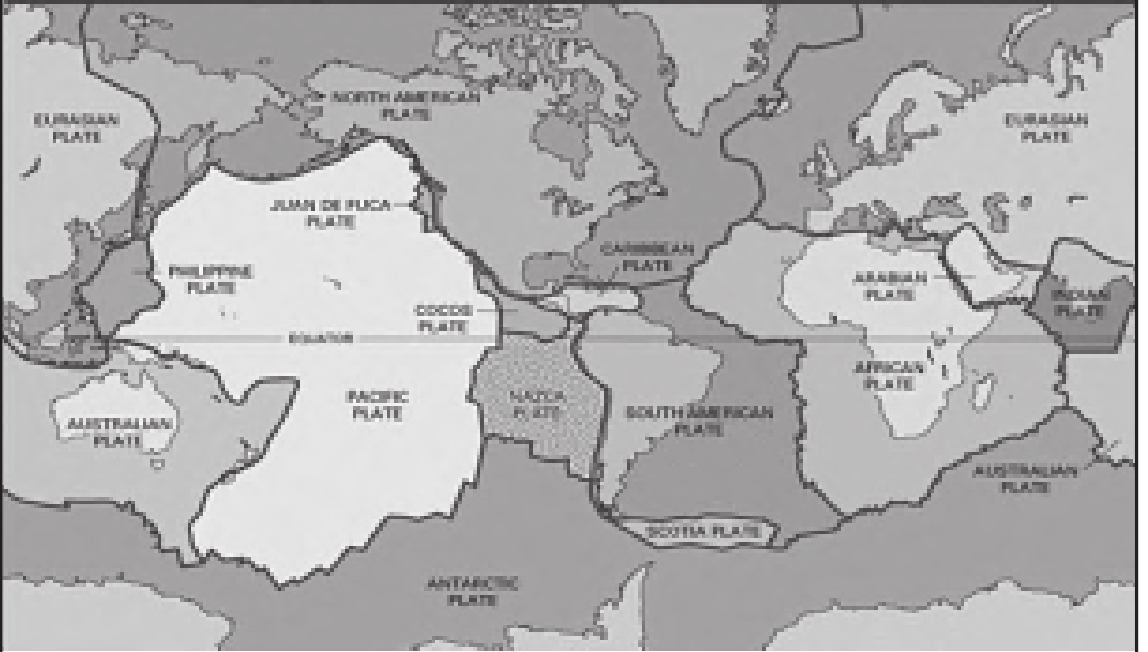 NORTH AMERICAN
PLATE
EURASIAN
PLATE
EURASIAN
PLATE
JUAN DE FUCA
PLATE
CARIBBEAN
PLATE
PHILIPPINE
PLATE
ARABIAN
PLATE
INDIAN
PLATE
COCOS
PLATE
EQUATOR
AFRICAN
PLATE
PACIFIC
PLATE
NAZCA
PLATE
SOUTH AMERICAN
PLATE
AUSTRALIAN
PLATE
AUSTRALIAN
PLATE
SCOTIA PLATE
ANTARCTIC
PLATE